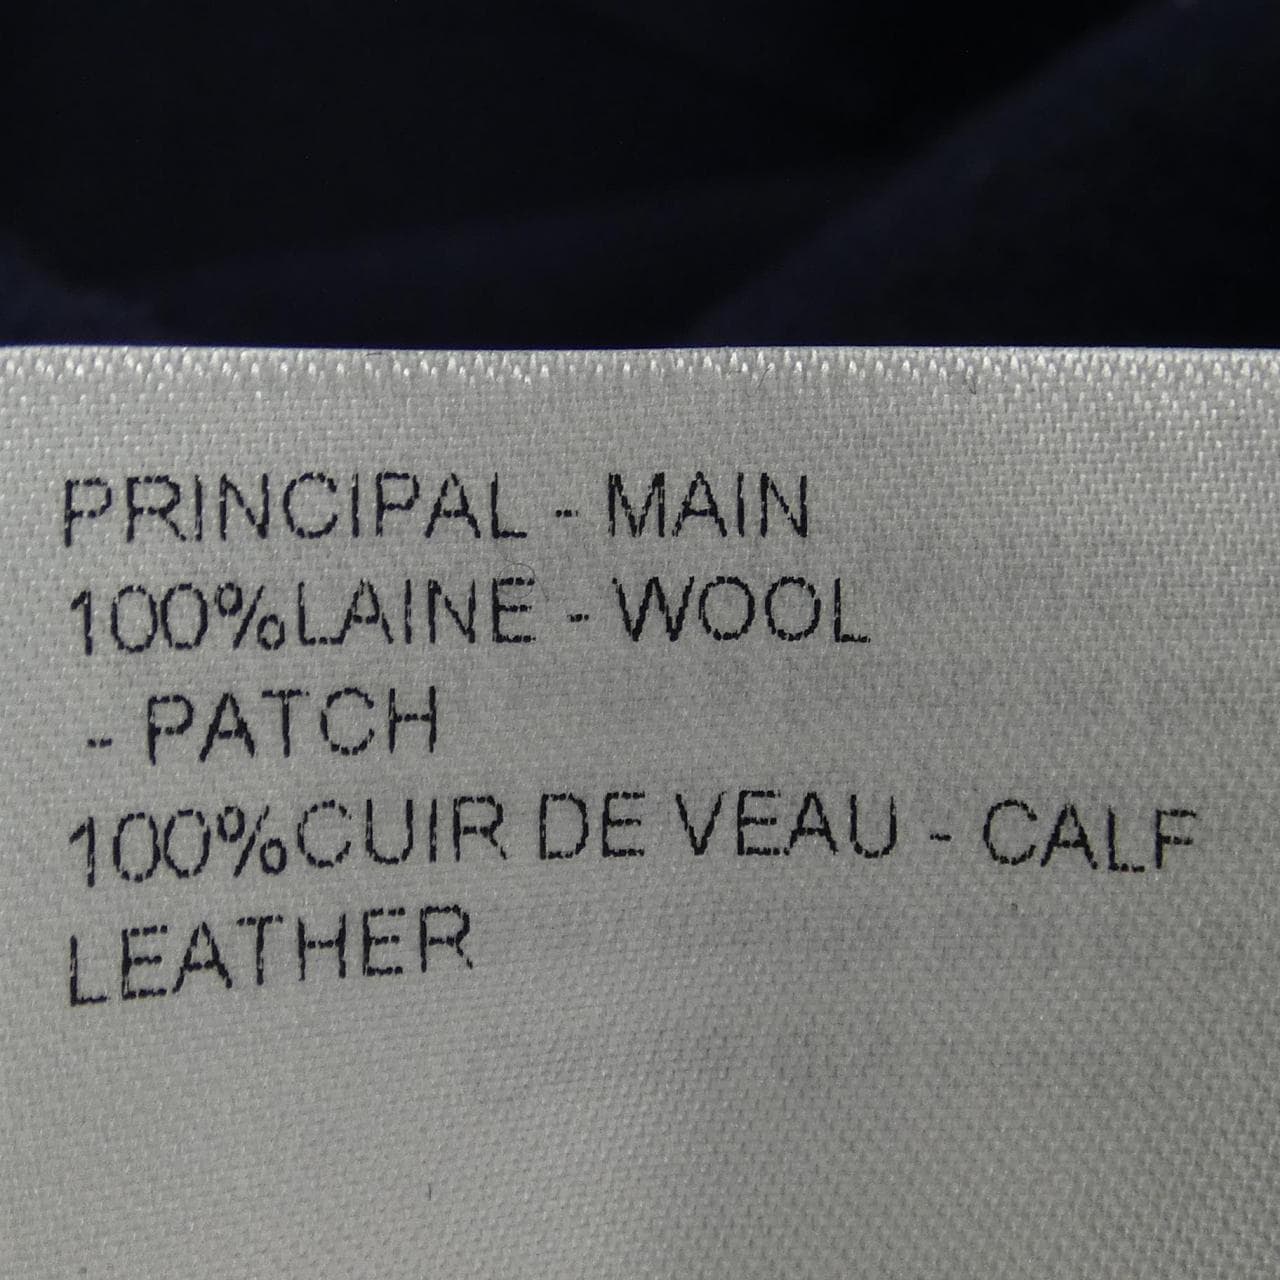 PRINCIPAL - MAIN
100%LAINE - WOOL
- PATCH
100%CUIR DE VEAU - CALF
LEATHER